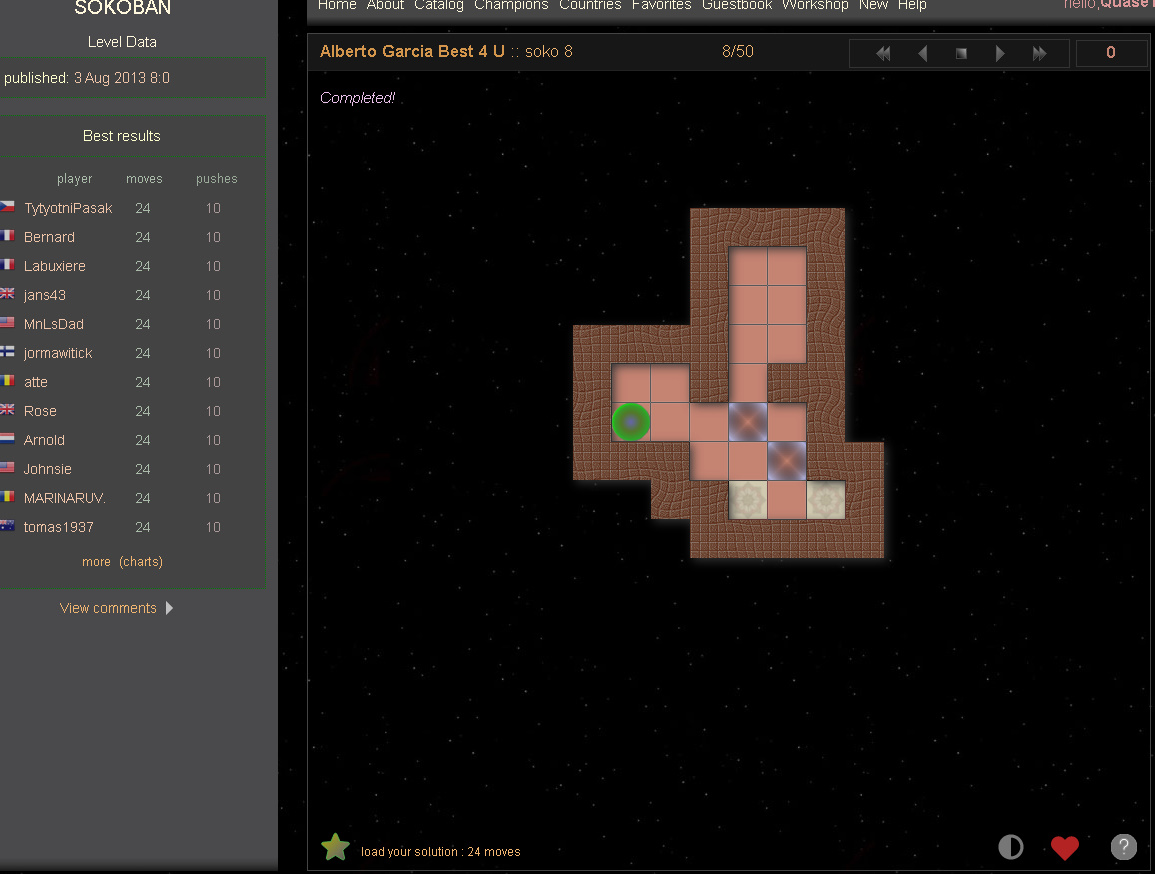 SOKOBAN
Level Data
published: 3 Aug 2013 8:0
Best results
player moves pushes
TytyotniPasak 24 10
Bernard 24 10
Labuxiere 24 10
jans43 24 10
MnLsDad 24 10
jormawitick 24 10
atte 24 10
Rose 24 10
Arnold 24 10
Johnsie 24 10
MARINARUV. 24 10
tomas1937 24 10
more (charts)
View comments
Home About Catalog Champions Countries Favorites Guestbook Workshop New Help
hello,
Alberto Garcia Best 4 U :: soko 8 8/50 0
Completed!
load your solution : 24 moves
?